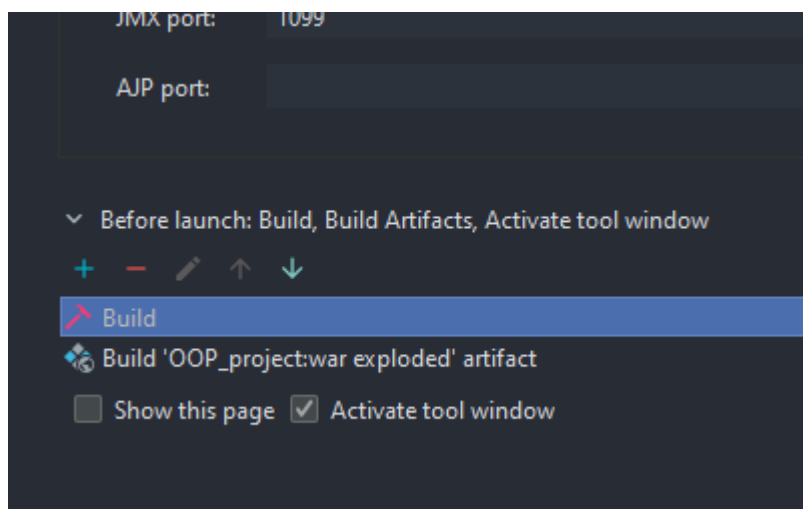 JMX port: 1099
AJP port:
Before launch: Build, Build Artifacts, Activate tool window
Build
Build 'OOP_project:war exploded' artifact
Show this page Activate tool window